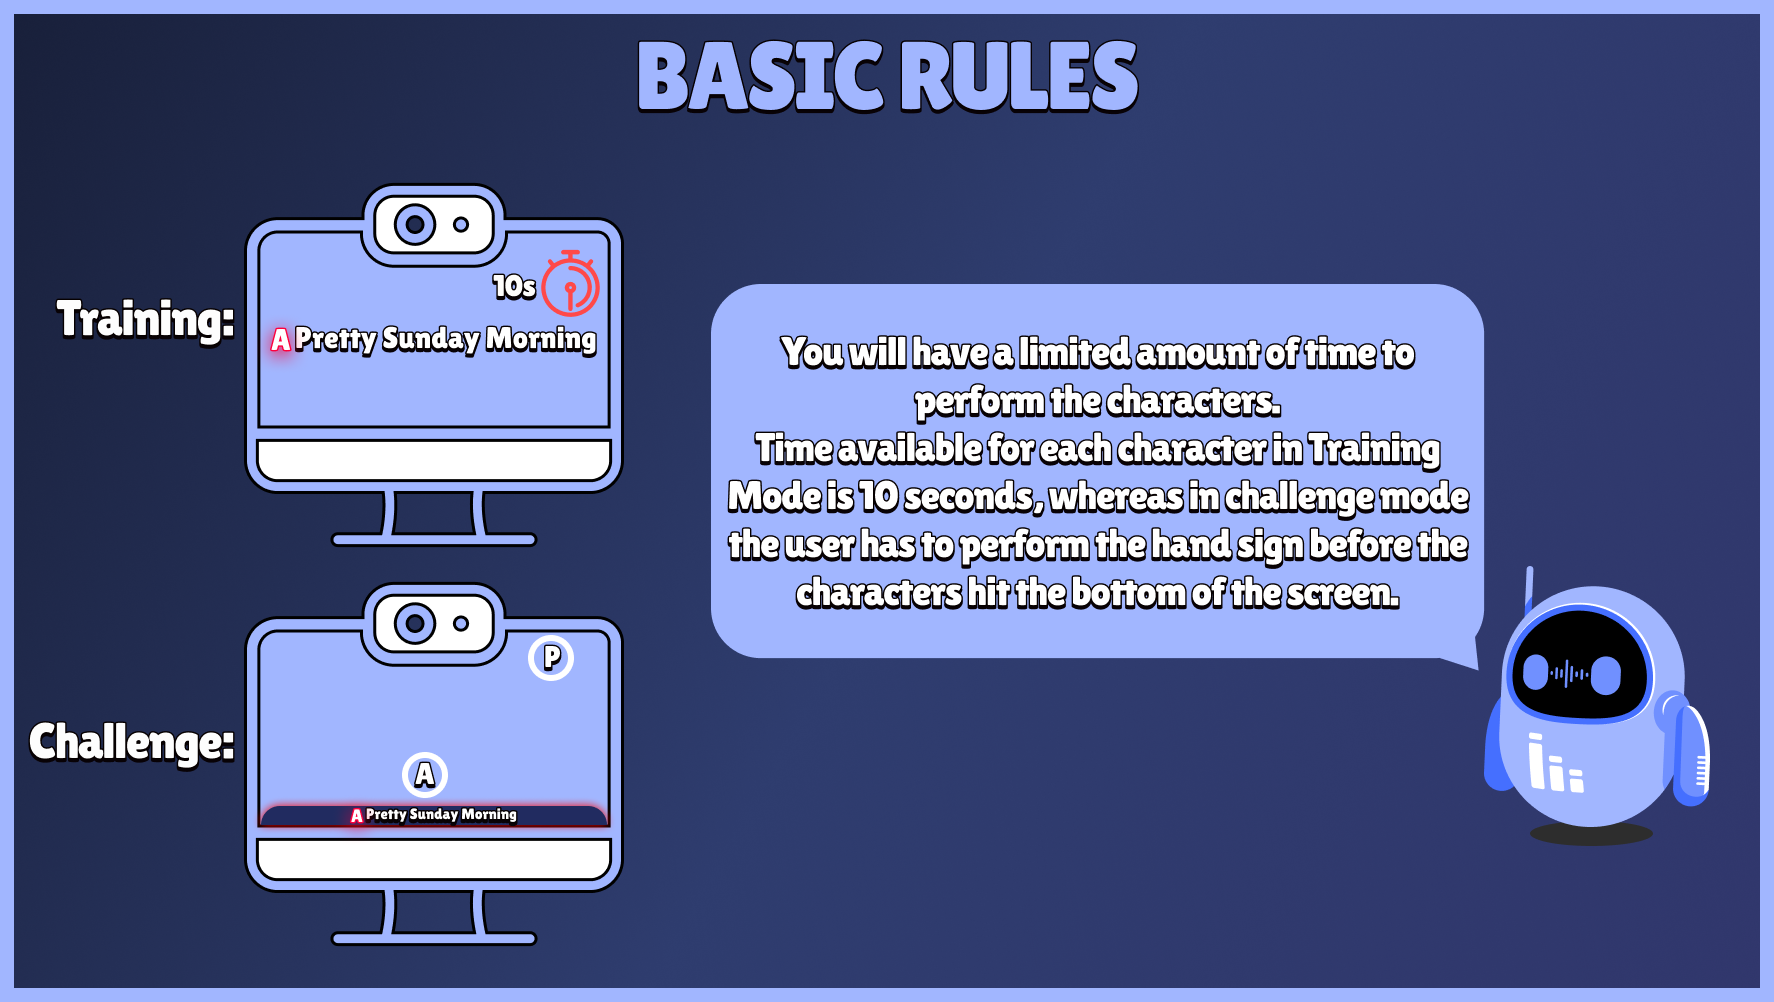 BASIC RULES
Training:
10s
A Pretty Sunday Morning
Challenge:
P
A
A Pretty Sunday Morning
You will have a limited amount of time to
perform the characters.
Time available for each character in Training
Mode is 10 seconds, whereas in challenge mode
the user has to perform the hand sign before the
characters hit the bottom of the screen.